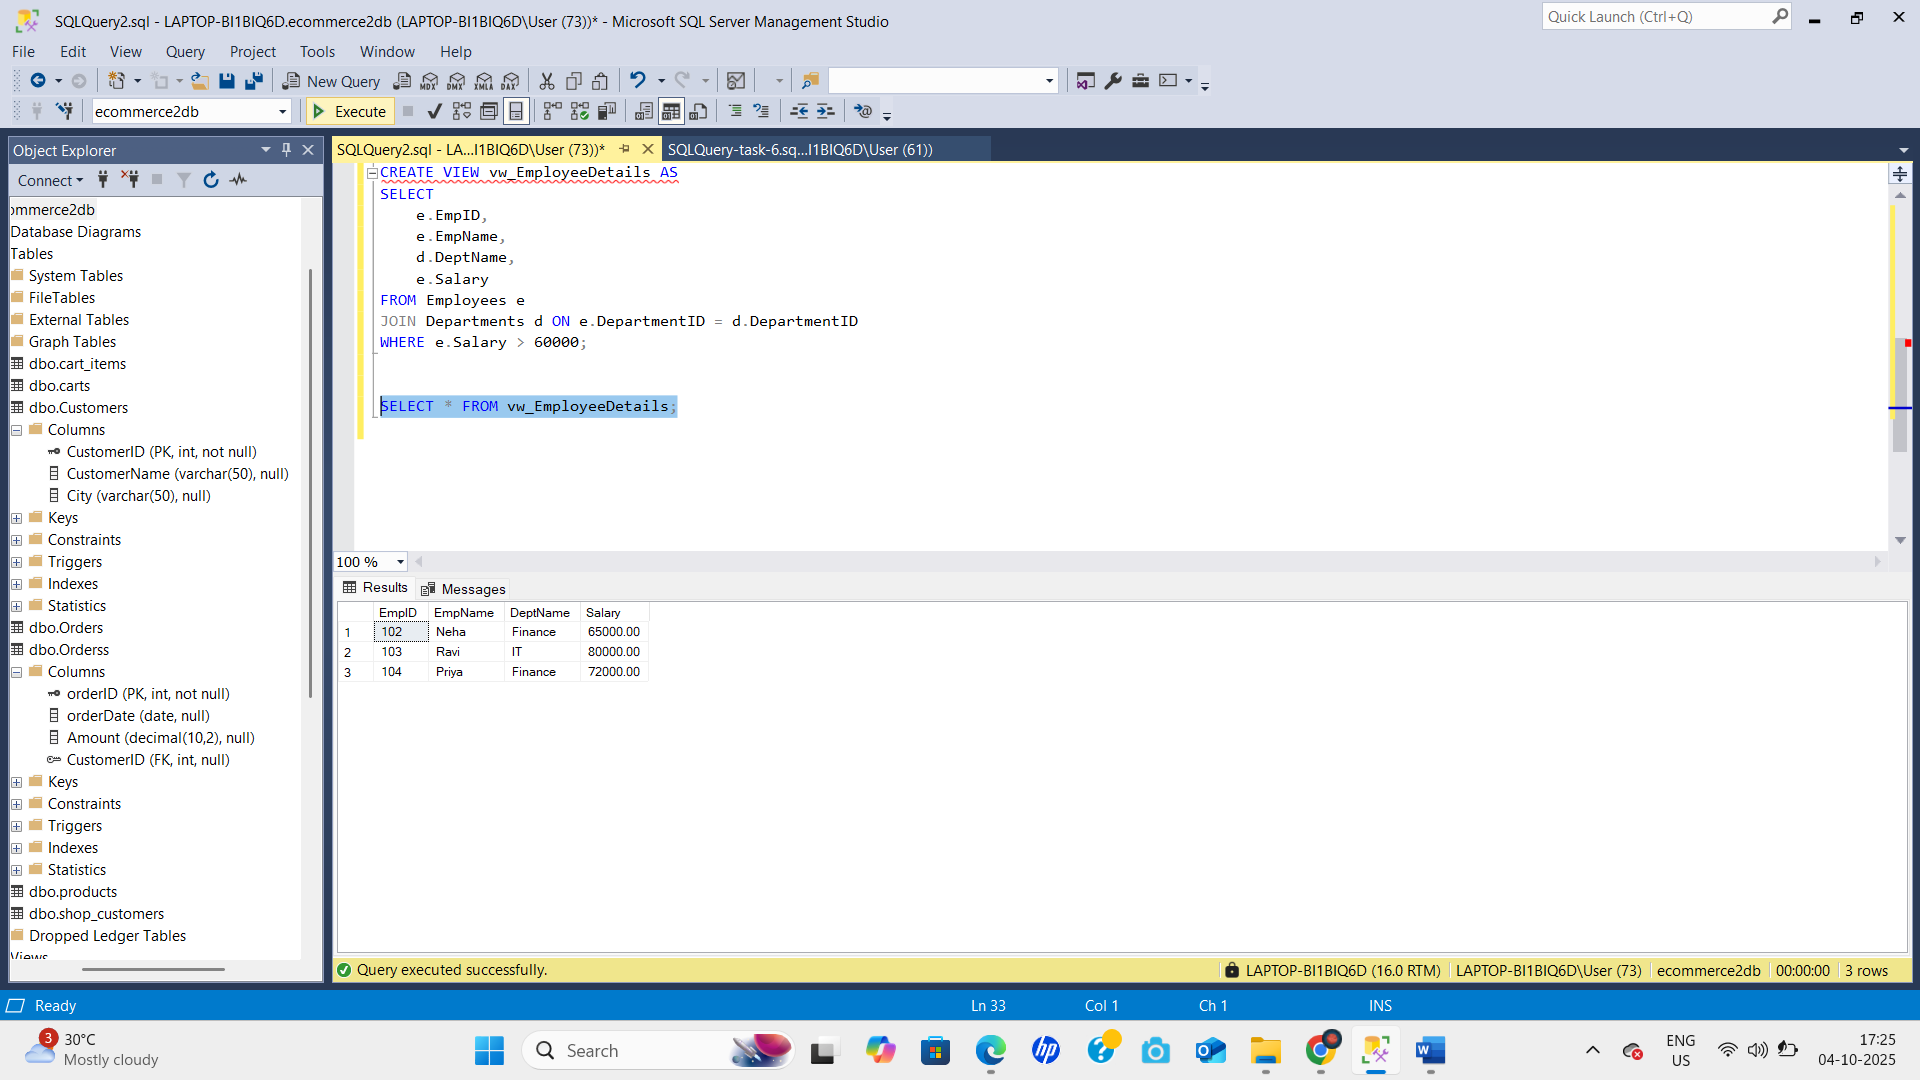 SQLQuery2.sql - LAPTOP-BI1BIQ6D.ecommerce2db (LAPTOP-BI1BIQ6D\User (73))* - Microsoft SQL Server Management Studio
Quick Launch (Ctrl+Q)
File Edit View Query Project Tools Window Help
New Query
MDX DMX XMLA DAX
ecommerce2db
Execute
Object Explorer
SQLQuery2.sql - LA...I1BIQ6D\User (73))*
SQLQuery-task-6.sq...I1BIQ6D\User (61))
Connect
ommerce2db
Database Diagrams
Tables
System Tables
FileTables
External Tables
Graph Tables
dbo.cart_items
dbo.carts
dbo.Customers
Columns
CustomerID (PK, int, not null)
CustomerName (varchar(50), null)
City (varchar(50), null)
Keys
Constraints
Triggers
Indexes
Statistics
dbo.Orders
dbo.Orderss
Columns
orderID (PK, int, not null)
orderDate (date, null)
Amount (decimal(10,2), null)
CustomerID (FK, int, null)
Keys
Constraints
Triggers
Indexes
Statistics
dbo.products
dbo.shop_customers
Dropped Ledger Tables
Views
CREATE VIEW vw_EmployeeDetails AS
SELECT
e.EmpID,
e.EmpName,
d.DeptName,
e.Salary
FROM Employees e
JOIN Departments d ON e.DepartmentID = d.DepartmentID
WHERE e.Salary > 60000;
SELECT * FROM vw_EmployeeDetails;
100 %
Results Messages
EmpID EmpName DeptName Salary
1 102 Neha Finance 65000.00
2 103 Ravi IT 80000.00
3 104 Priya Finance 72000.00
Query executed successfully.
LAPTOP-BI1BIQ6D (16.0 RTM) LAPTOP-BI1BIQ6D\User (73) ecommerce2db 00:00:00 3 rows
Ready
Ln 33 Col 1 Ch 1 INS
3
30°C
Mostly cloudy
Search
ENG
US
17:25
04-10-2025